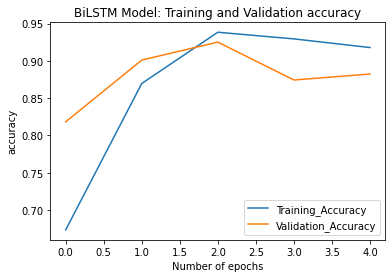 BiLSTM Model: Training and Validation accuracy
0.95
0.90
0.85
0.80
0.75
0.70
accuracy
0.0 0.5 1.0 1.5 2.0 2.5 3.0 3.5 4.0
Number of epochs
Training_Accuracy
Validation_Accuracy